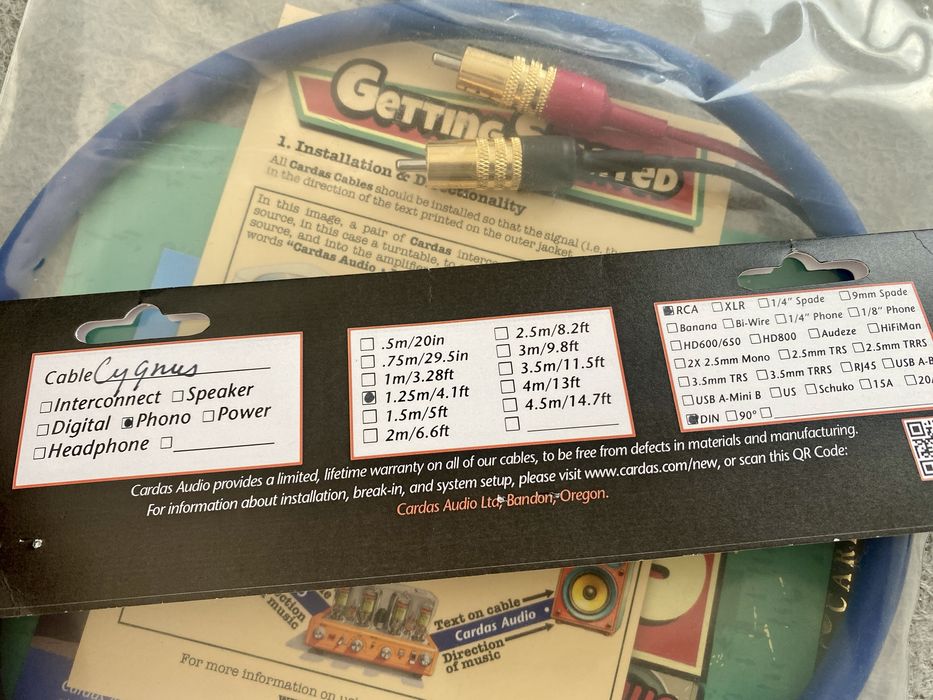 GETTING
1. Installation & Directionality
All Cardas Cables should be installed so that the signal (i.e. th
in the direction of the text printed on the outer jacket.
In this image, a pair of Cardas interc
source, in this case a turntable, to
source, and into the amplifie
words "Cardas Audio
Cable Cygnus
Interconnect Speaker
Digital Phono Power
Headphone
.5m/20in
.75m/29.5in
1m/3.28ft
1.25m/4.1ft
1.5m/5ft
2m/6.6ft
2.5m/8.2ft
3m/9.8ft
3.5m/11.5ft
4m/13ft
4.5m/14.7ft
RCA XLR 1/4" Spade 9mm Spade
Banana Bi-Wire 1/4" Phone 1/8" Phone
HD600/650 HD800 Audeze HiFiMan
2X 2.5mm Mono 2.5mm TRS 2.5mm TRRS
3.5mm TRS 3.5mm TRRS RJ45 USB A-B
USB A-Mini B US Schuko 15A 20
DIN 90°
Cardas Audio provides a limited, lifetime warranty on all of our cables, to be free from defects in materials and manufacturing.
For information about installation, break-in, and system setup, please visit www.cardas.com/new, or scan this QR Code:
Cardas Audio Ltd, Bandon, Oregon.
CAR
music
Text on cable
Cardas Audio
Direction
of music
For more information on